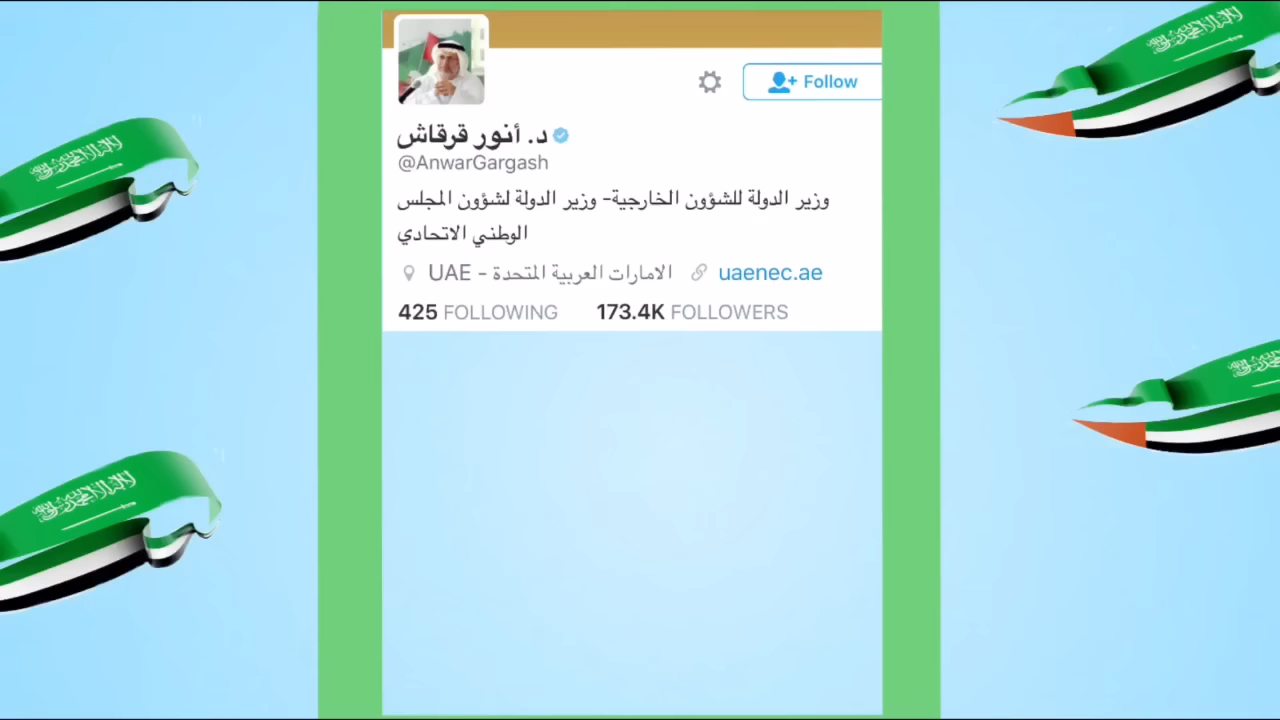 Follow
د. أنور قرقاش
@AnwarGargash
وزير الدولة للشؤون الخارجية- وزير الدولة لشؤون المجلس
الوطني الاتحادي
الامارات العربية المتحدة - UAE uaenec.ae
425 FOLLOWING 173.4K FOLLOWERS